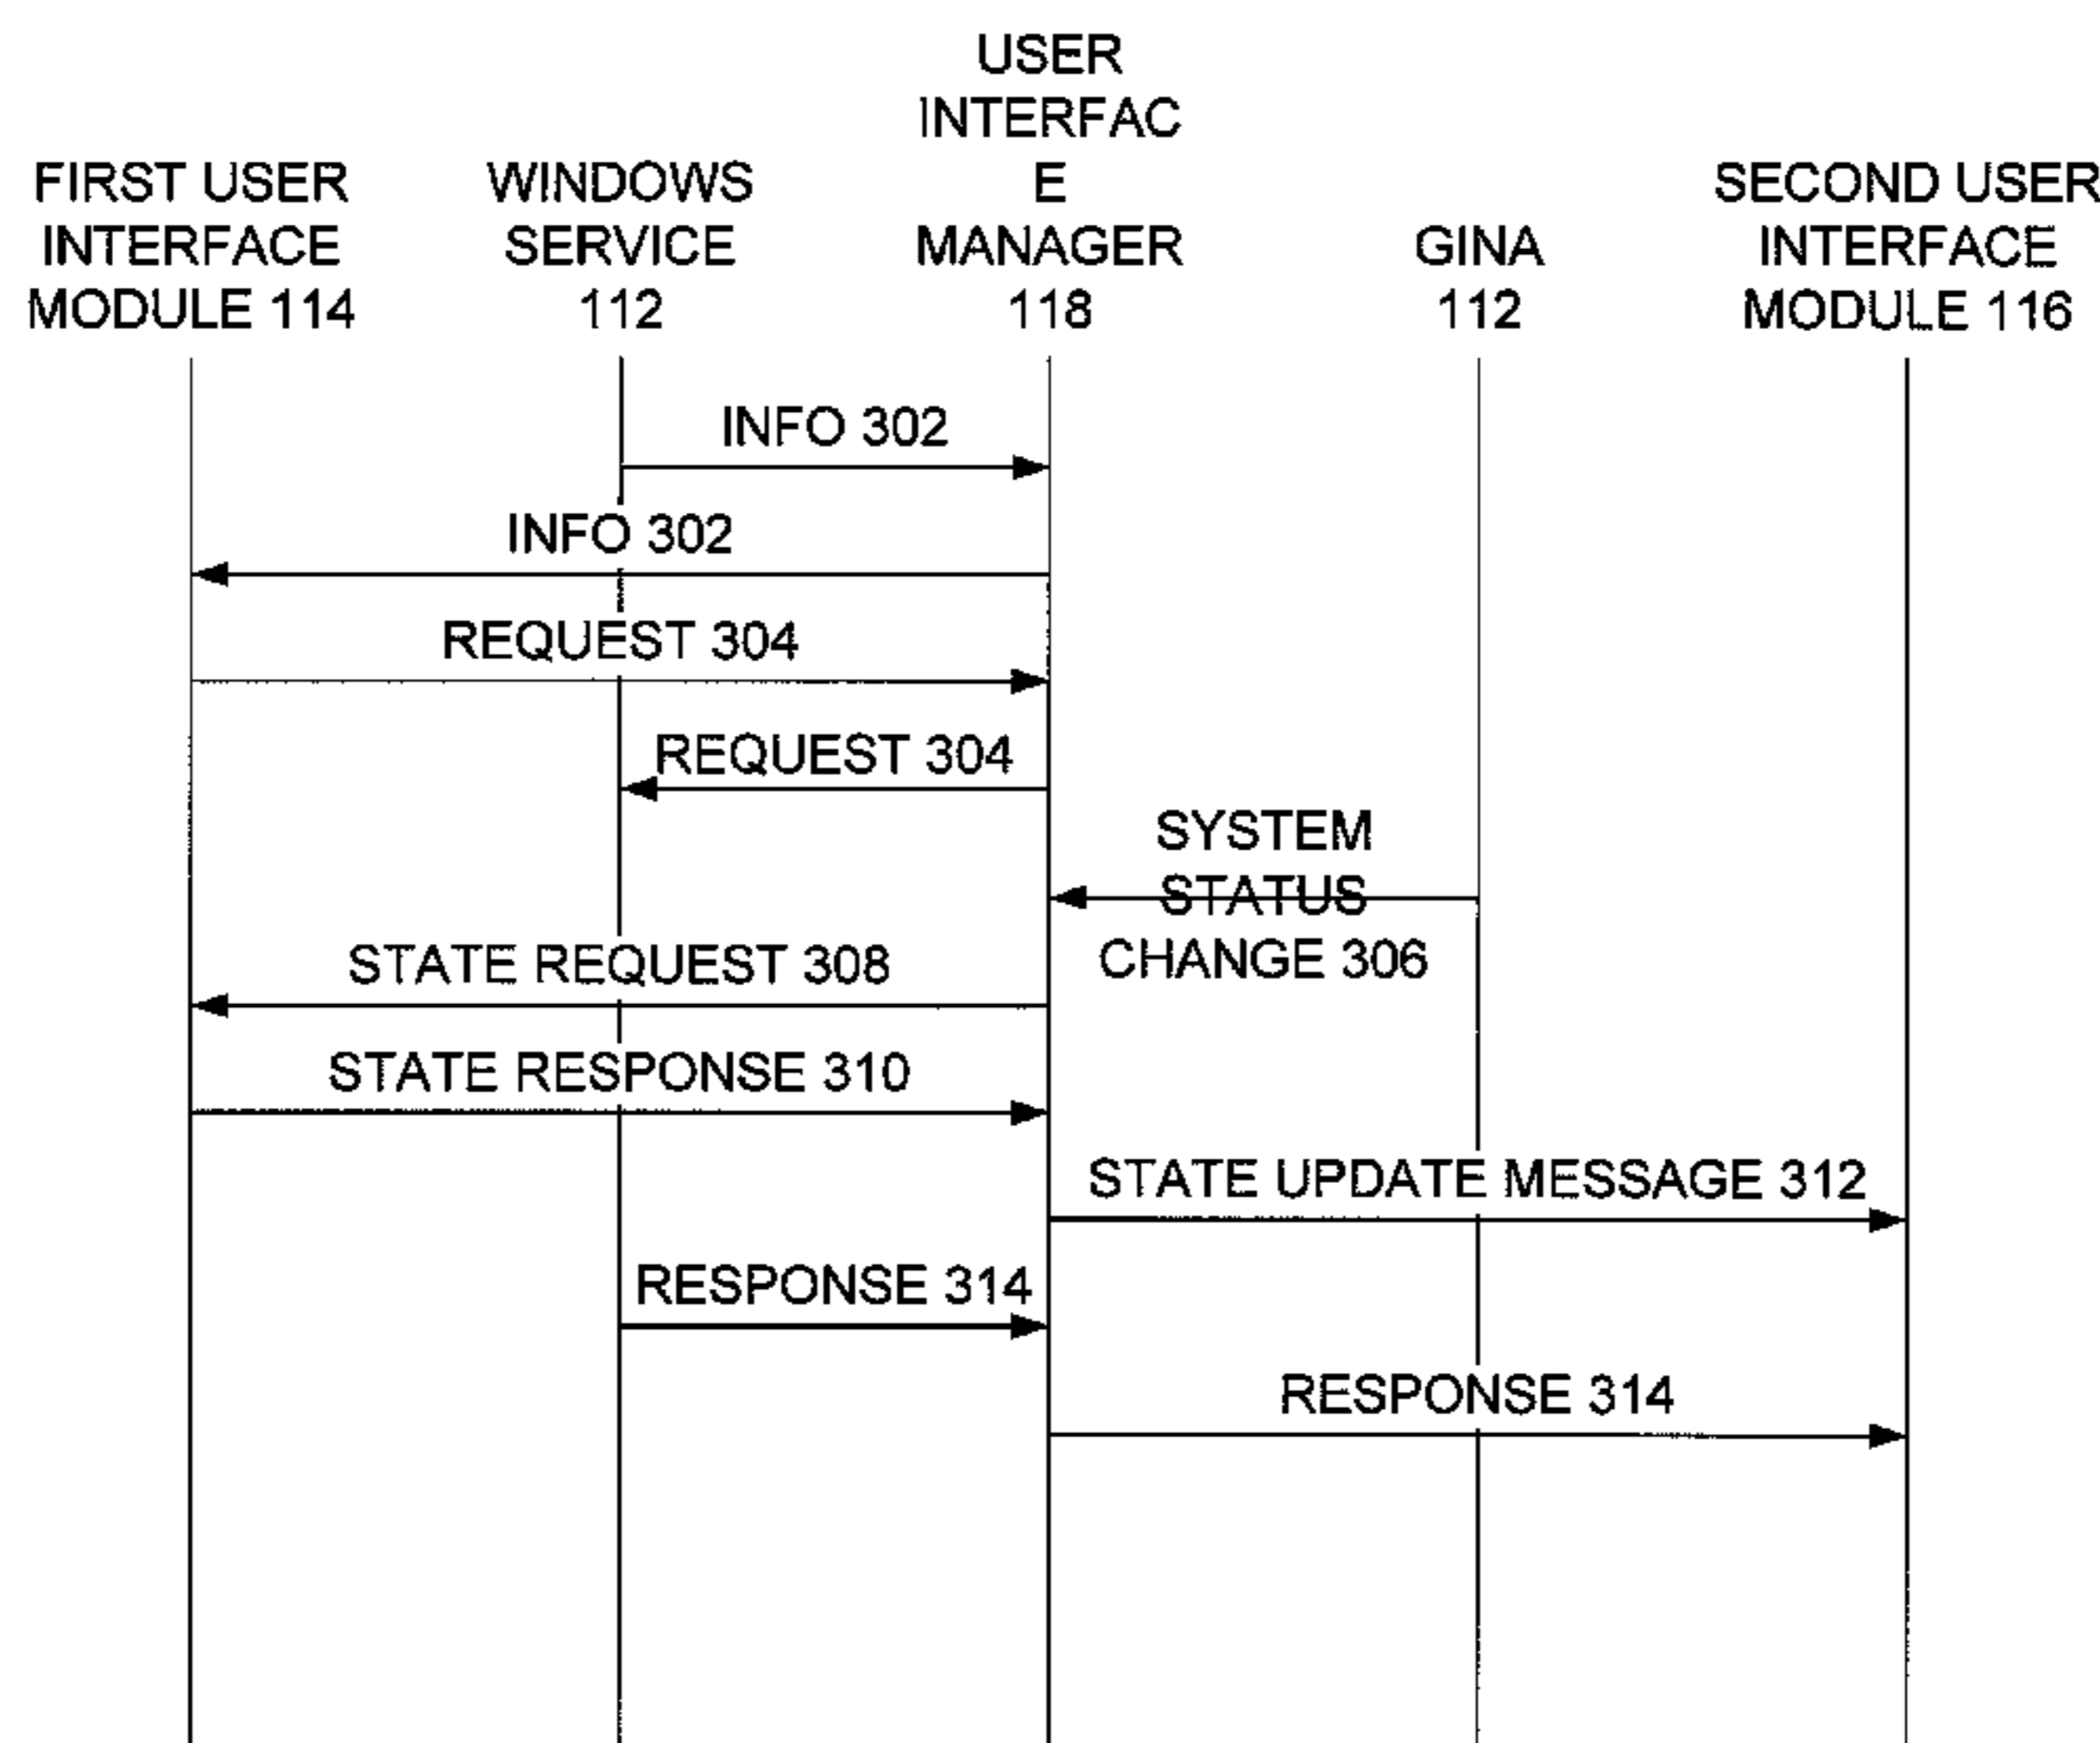 FIRST USER
INTERFACE
MODULE 114
WINDOWS
SERVICE
112
USER
INTERFAC
E
MANAGER
118
GINA
112
SECOND USER
INTERFACE
MODULE 116
INFO 302
INFO 302
REQUEST 304
REQUEST 304
SYSTEM
STATUS
CHANGE 306
STATE REQUEST 308
STATE RESPONSE 310
STATE UPDATE MESSAGE 312
RESPONSE 314
RESPONSE 314